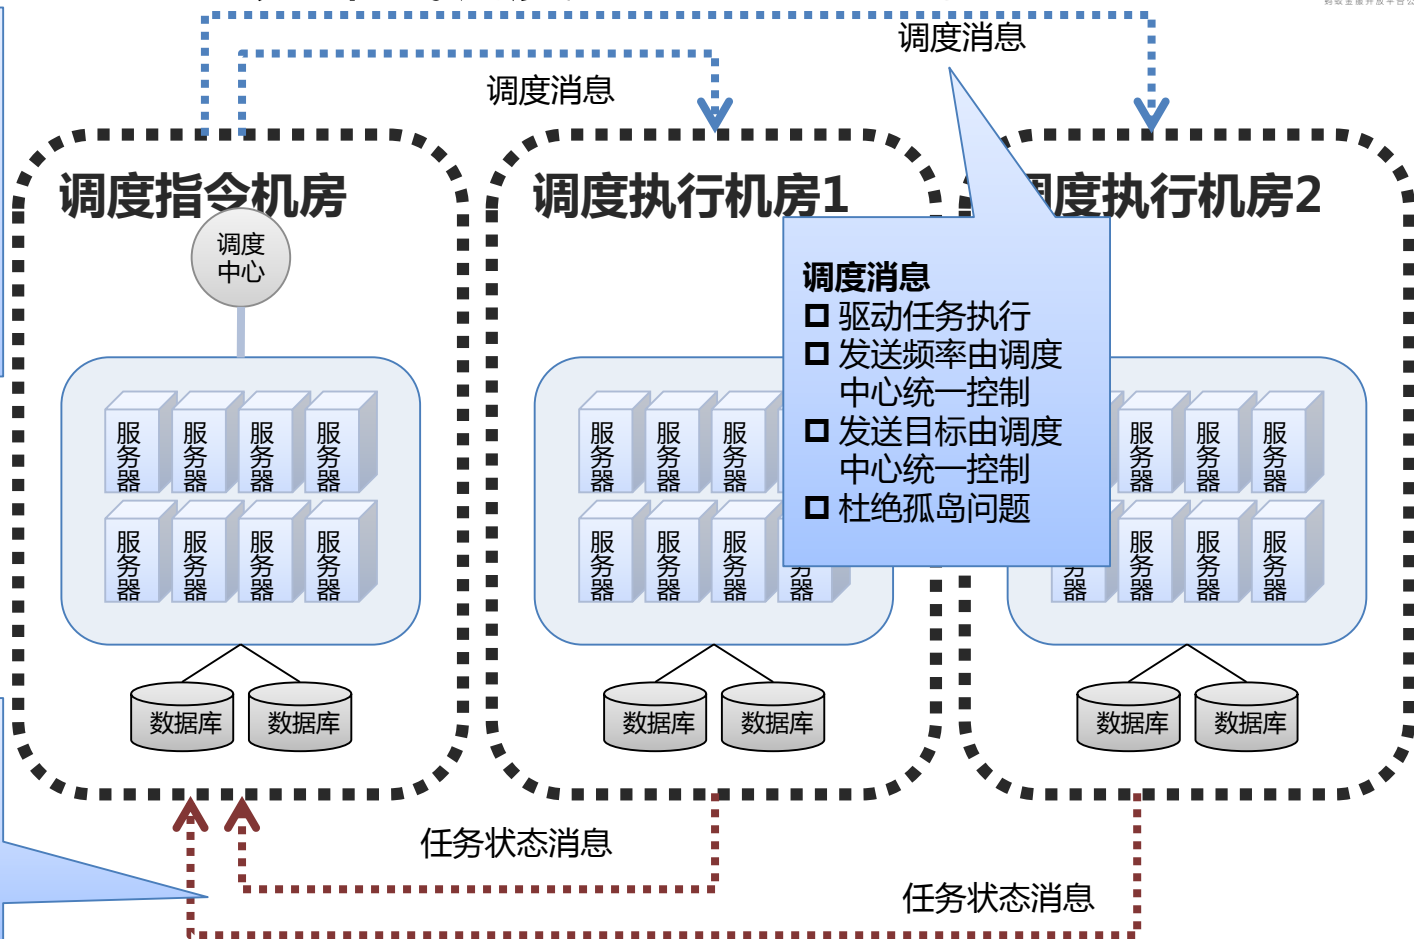 调度消息
调度消息
调度指令机房
调度执行机房1
度执行机房2
调度
中心
调度消息
驱动任务执行
发送频率由调度
中心统一控制
发送目标由调度
中心统一控制
杜绝孤岛问题
服务器
服务器
服务器
服务器
服务器
服务器
服务器
服务器
服务器
服务器
服务器
服务器
服务器
服务器
务器
服务器
服务器
服务器
服务器
服务器
服务器
务器
数据库
数据库
数据库
数据库
数据库
数据库
任务状态消息
任务状态消息